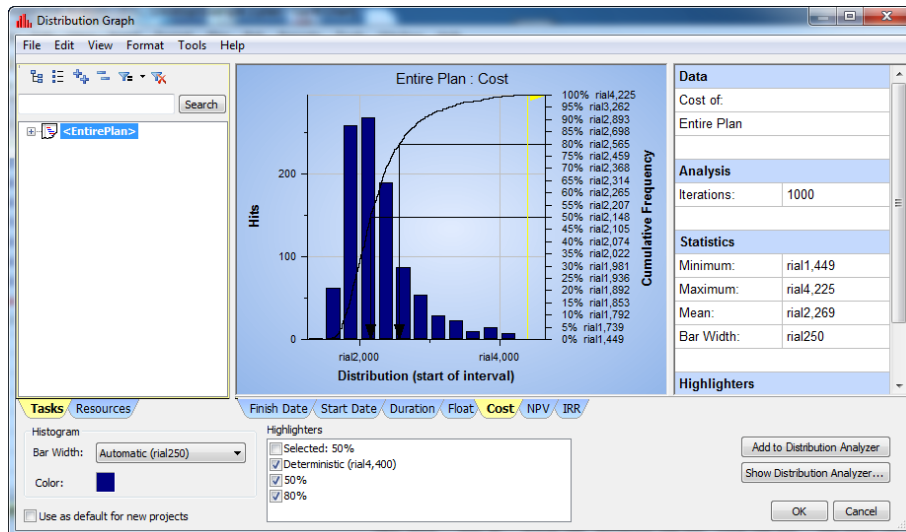 Distribution Graph
File Edit View Format Tools Help
Search
<EntirePlan>
Entire Plan : Cost
Hits
200
100
0
rial2,000
rial4,000
Distribution (start of interval)
100% rial4,225
95% rial3,262
90% rial2,893
85% rial2,698
80% rial2,565
75% rial2,459
70% rial2,368
65% rial2,314
60% rial2,265
55% rial2,207
50% rial2,148
45% rial2,105
40% rial2,074
35% rial2,022
30% rial1,981
25% rial1,936
20% rial1,892
15% rial1,853
10% rial1,792
5% rial1,739
0% rial1,449
Cumulative Frequency
Data
Cost of:
Entire Plan
Analysis
Iterations: 1000
Statistics
Minimum: rial1,449
Maximum: rial4,225
Mean: rial2,269
Bar Width: rial250
Highlighters
Tasks Resources
Finish Date Start Date Duration Float Cost NPV IRR
Histogram
Bar Width: Automatic (rial250)
Color:
Use as default for new projects
Highlighters
Selected: 50%
Deterministic (rial4,400)
50%
80%
Add to Distribution Analyzer
Show Distribution Analyzer...
OK Cancel